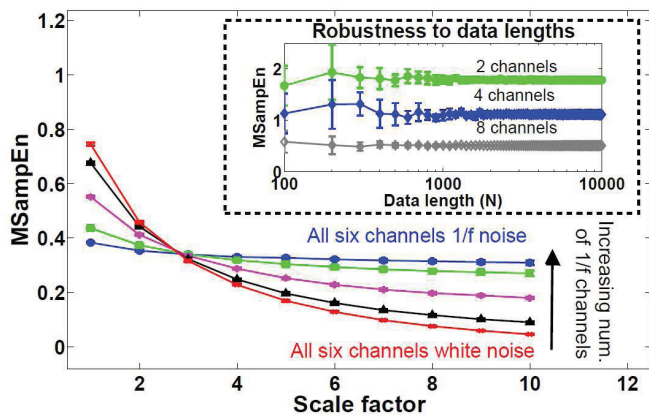 1.2
1
0.8
0.6
0.4
0.2
0
MSampEn
2
4
6
8
10
Scale factor
Robustness to data lengths
MSampEn
2
1
0
2 channels
4 channels
8 channels
100
1000
10000
Data length (N)
All six channels 1/f noise
All six channels white noise
Increasing num.
of 1/f channels